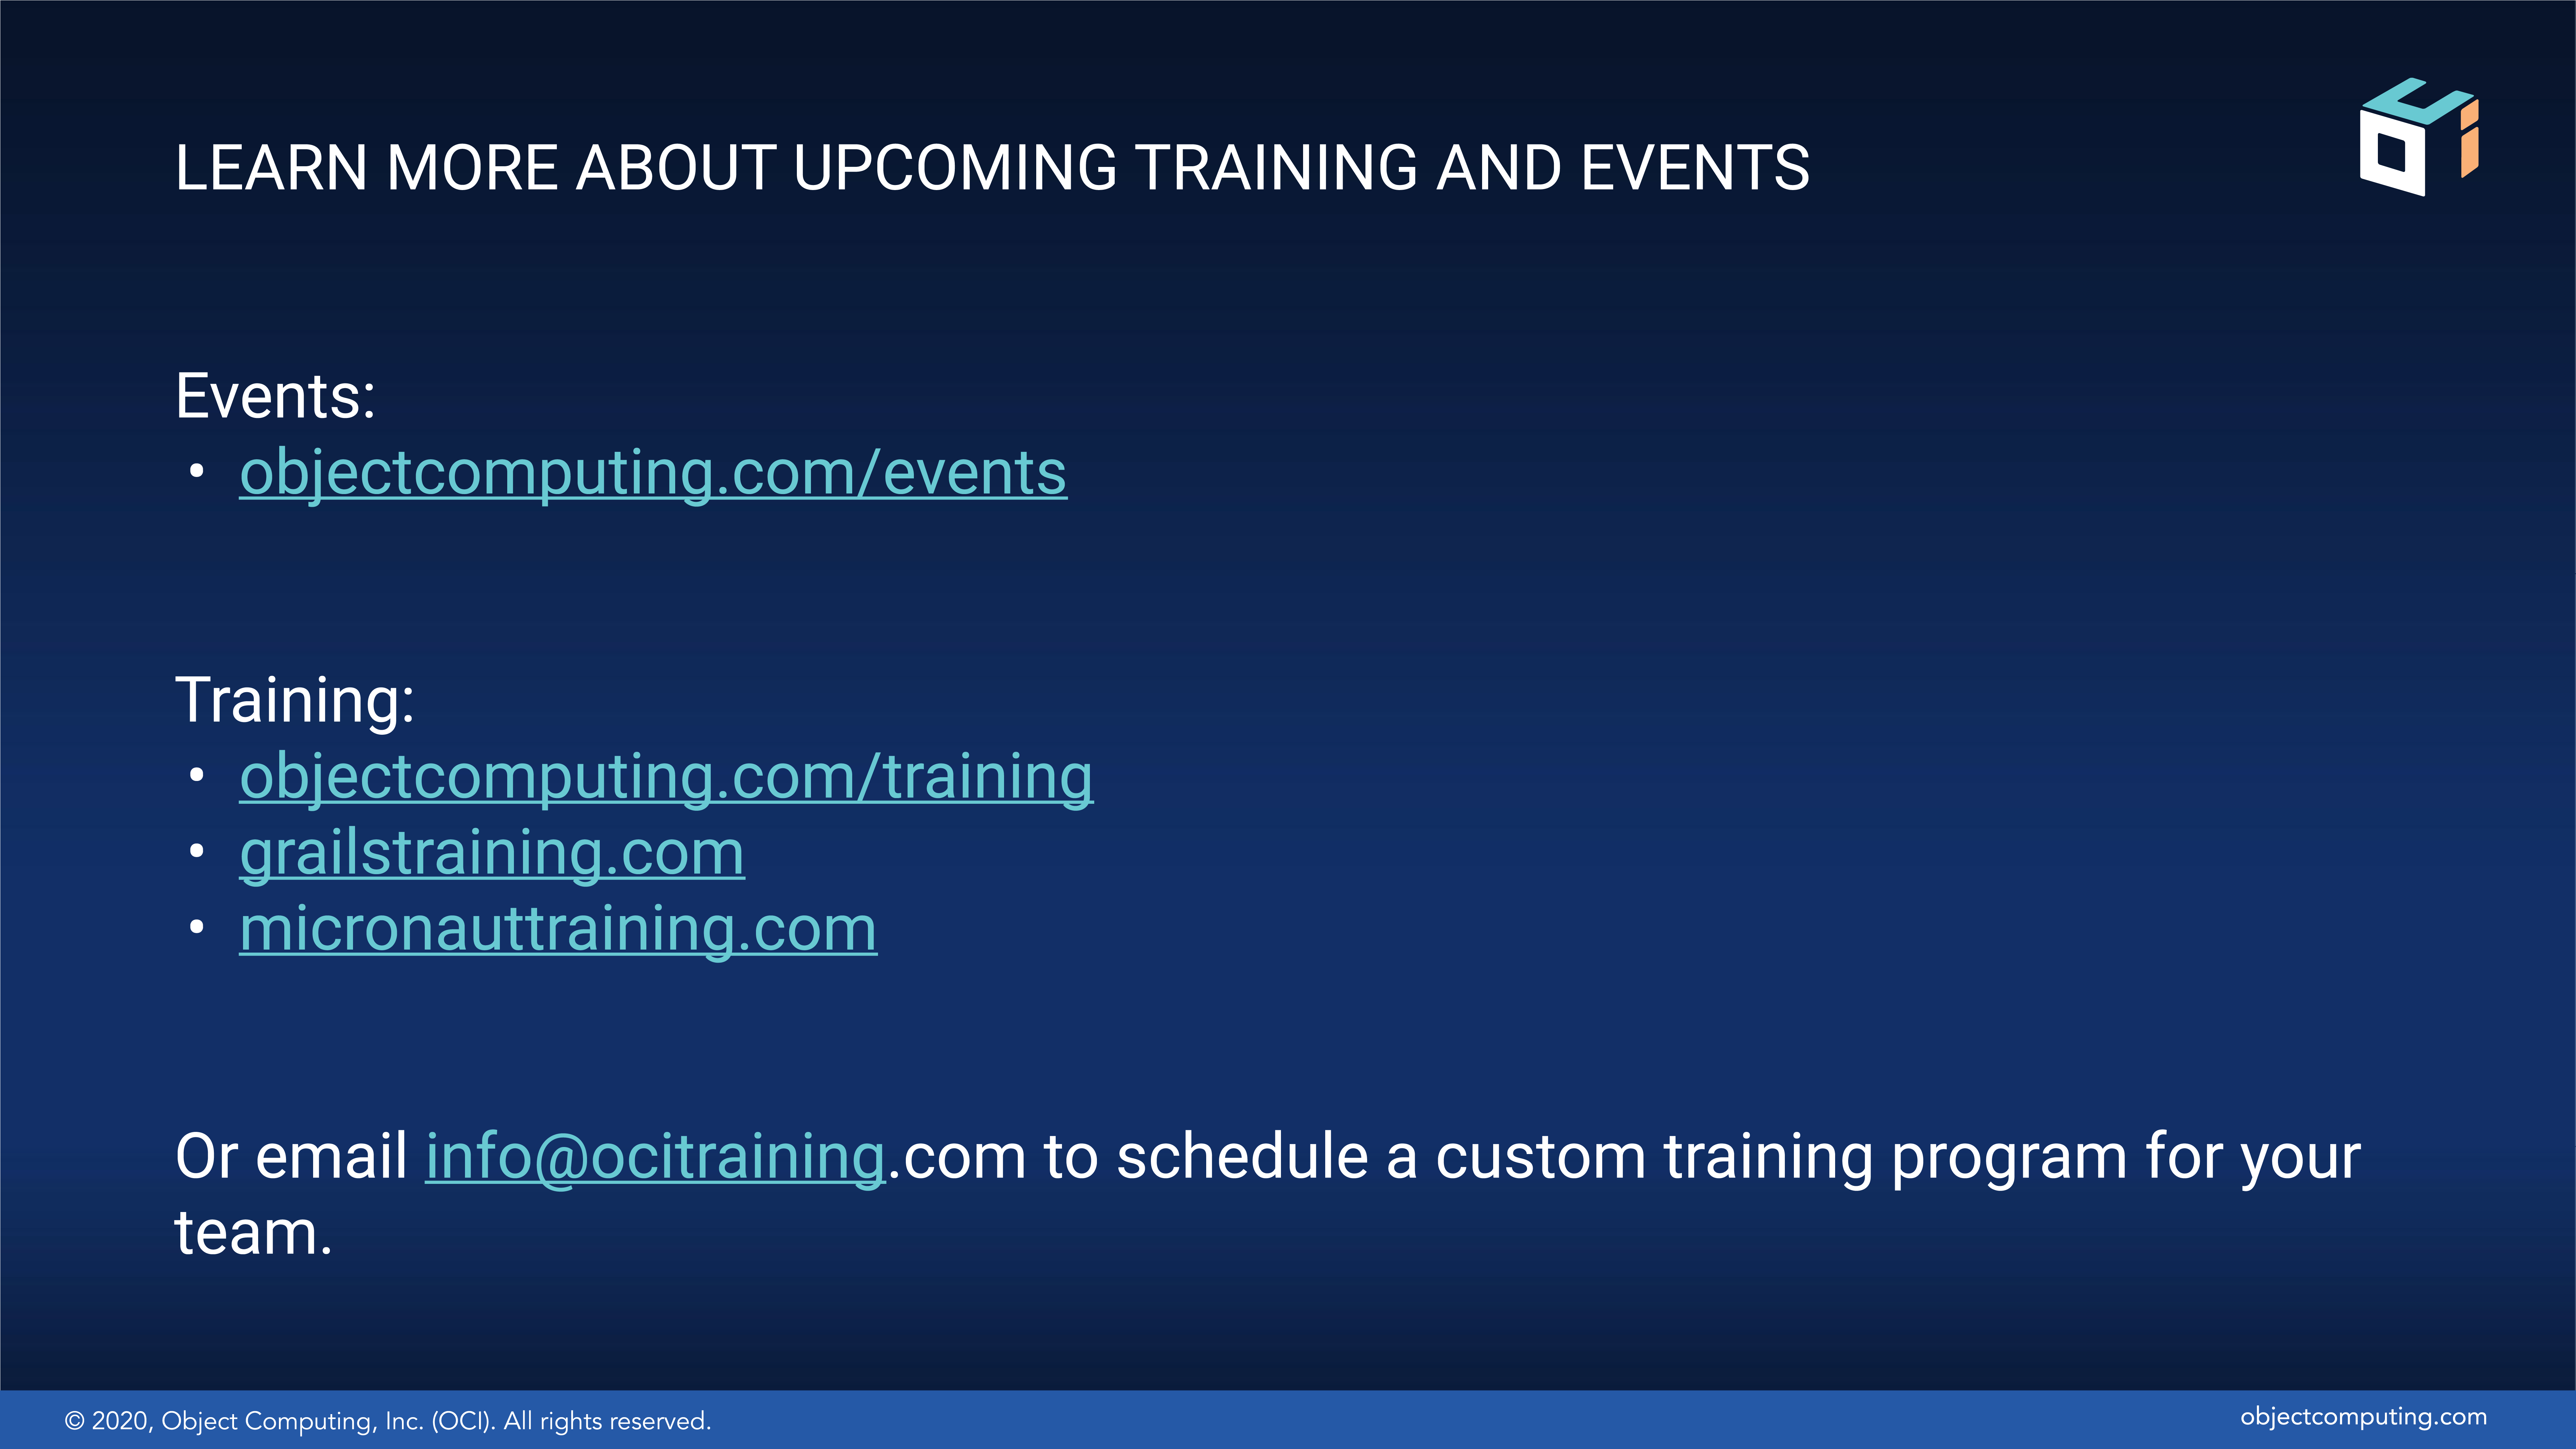 LEARN MORE ABOUT UPCOMING TRAINING AND EVENTS
OCI
Events:
• objectcomputing.com/events
Training:
• objectcomputing.com/training
• grailstraining.com
• micronauttraining.com
Or email info@ocitraining.com to schedule a custom training program for your
team.
© 2020, Object Computing, Inc. (OCI). All rights reserved.
objectcomputing.com